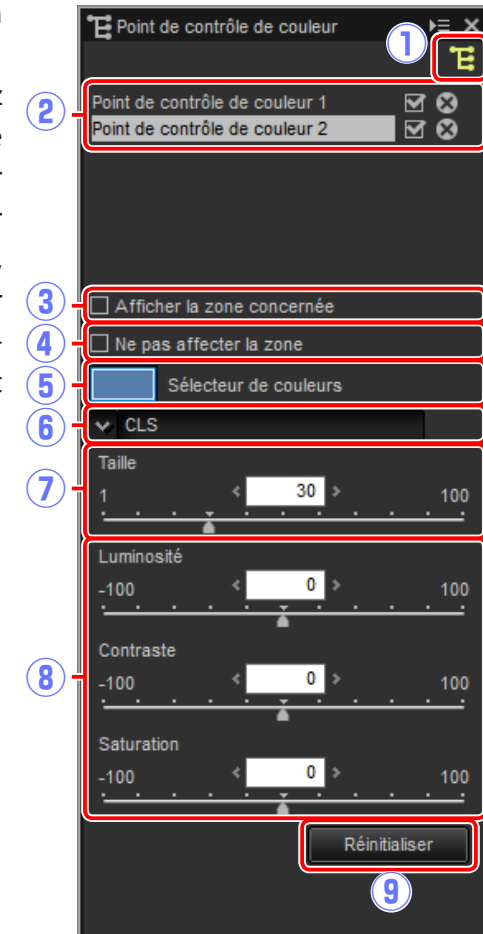 Point de contrôle de couleur
1
2
Point de contrôle de couleur 1
Point de contrôle de couleur 2
3
Afficher la zone concernée
4
Ne pas affecter la zone
5
Sélecteur de couleurs
6
CLS
7
Taille
1 30 100
8
Luminosité
-100 0 100
Contraste
-100 0 100
Saturation
-100 0 100
Réinitialiser
9